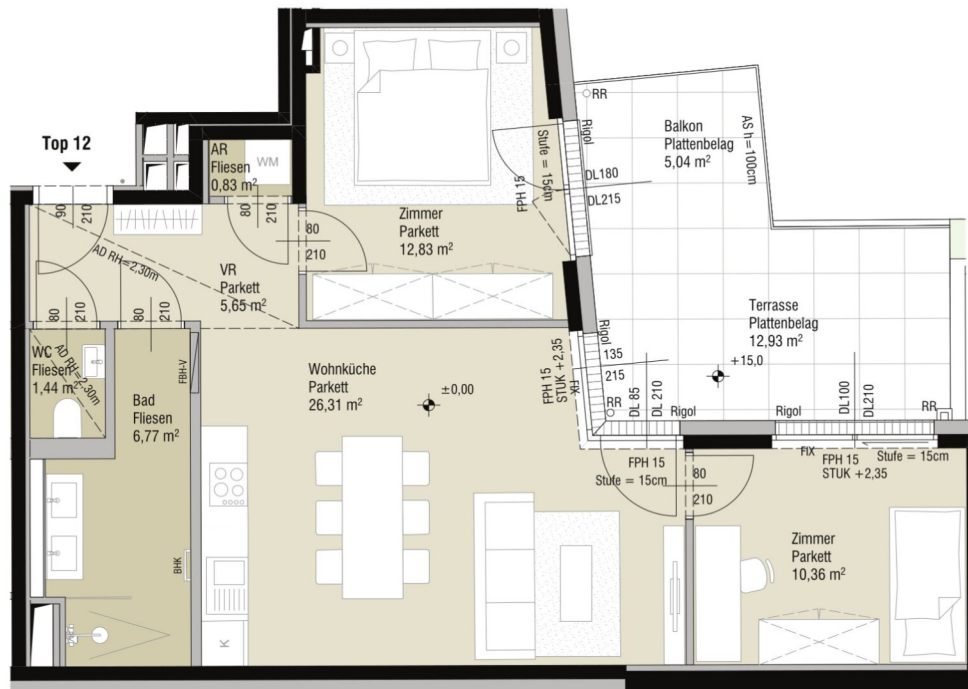 Top 12
90
210
AD RH=2,30m
AR
Fliesen
0,83 m²
WM
80
210
80
210
VR
Parkett
5,65 m²
80
210
80
210
WC
Fliesen
1,44 m²
AD RH=2,30m
Bad
Fliesen
6,77 m²
FBH-V
BHK
Zimmer
Parkett
12,83 m²
FPH 15
Stufe = 15cm
Rigol
DL180
DL215
RR
Balkon
Plattenbelag
5,04 m²
AS h=100cm
Terrasse
Plattenbelag
12,93 m²
+15,0
Rigol
135
215
FPH 15
STUK +2,35
FIX
RR
DL 85
DL 210
Rigol
Rigol
DL100
DL210
RR
Wohnküche
Parkett
26,31 m²
±0,00
K
FPH 15
Stufe = 15cm
80
210
FIX
FPH 15
STUK +2,35
Stufe = 15cm
Zimmer
Parkett
10,36 m²